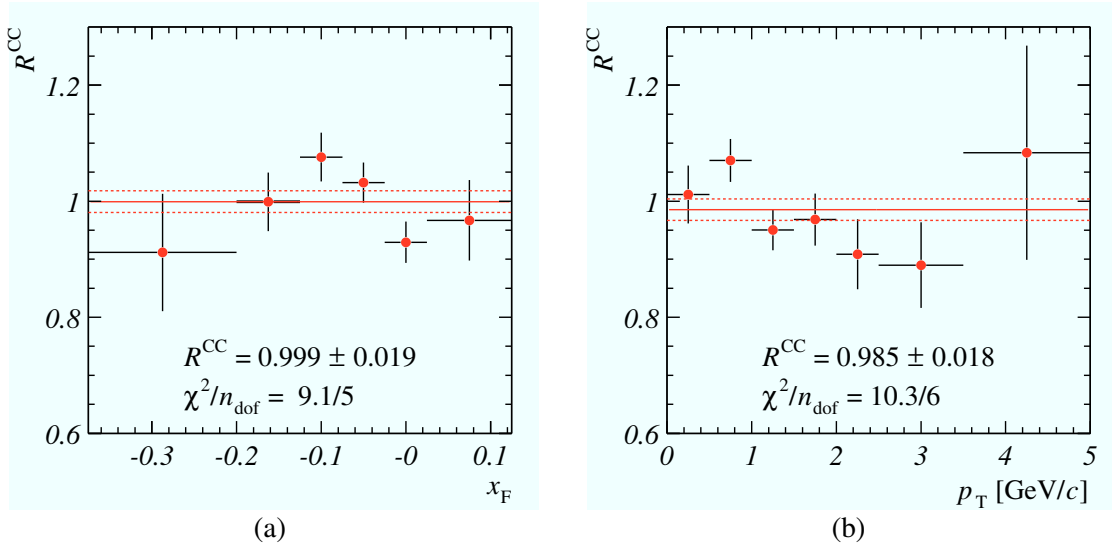 R^CC
1.2
1
0.8
0.6
R^CC = 0.999 ± 0.019
χ²/n_dof = 9.1/5
-0.3 -0.2 -0.1 -0 0.1
x_F
(a)
R^CC
1.2
1
0.8
0.6
R^CC = 0.985 ± 0.018
χ²/n_dof = 10.3/6
0 1 2 3 4 5
p_T [GeV/c]
(b)